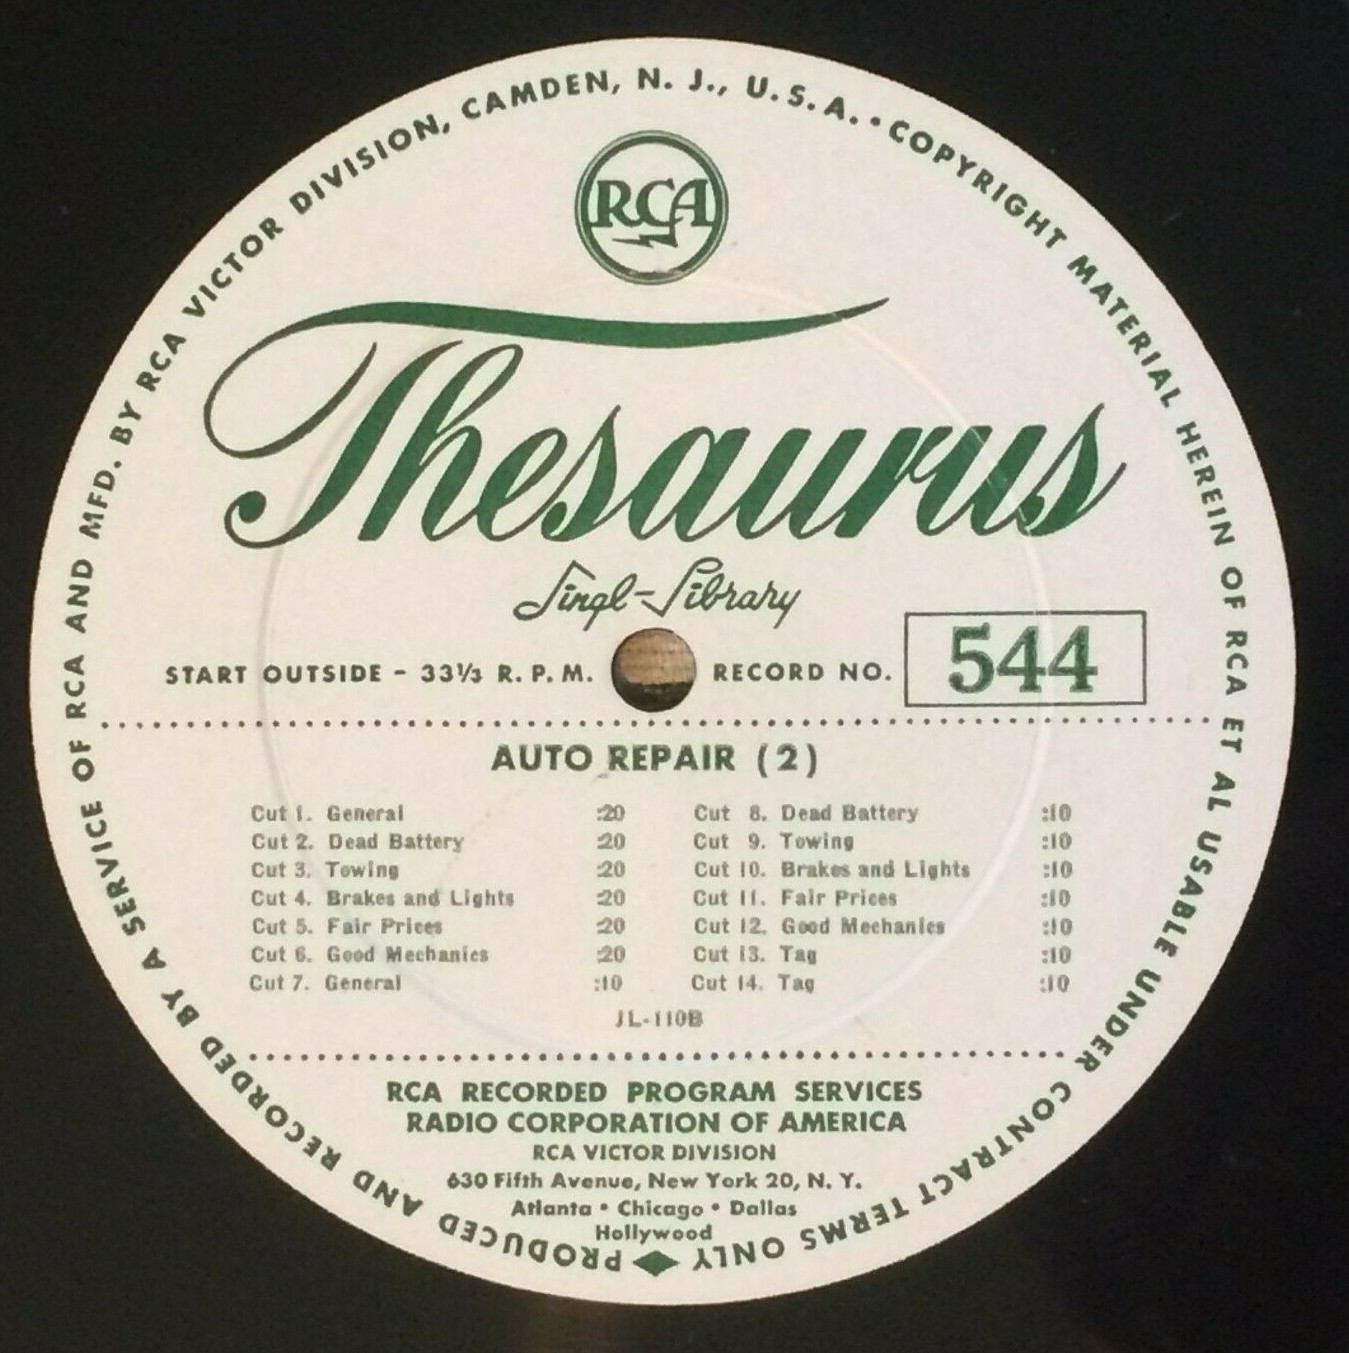 PRODUCED AND RECORDED BY A SERVICE OF RCA AND MFD. BY RCA VICTOR DIVISION, CAMDEN, N. J., U.S.A. • COPYRIGHT MATERIAL HEREIN OF RCA ET AL USABLE UNDER CONTRACT TERMS ONLY
RCA
Thesaurus
Singl-Library
START OUTSIDE - 33⅓ R. P. M. RECORD NO. 544
AUTO REPAIR (2)
Cut 1. General :20
Cut 2. Dead Battery :20
Cut 3. Towing :20
Cut 4. Brakes and Lights :20
Cut 5. Fair Prices :20
Cut 6. Good Mechanics :20
Cut 7. General :10
Cut 8. Dead Battery :10
Cut 9. Towing :10
Cut 10. Brakes and Lights :10
Cut 11. Fair Prices :10
Cut 12. Good Mechanics :10
Cut 13. Tag :10
Cut 14. Tag :10
JL-110B
RCA RECORDED PROGRAM SERVICES
RADIO CORPORATION OF AMERICA
RCA VICTOR DIVISION
630 Fifth Avenue, New York 20, N. Y.
Atlanta • Chicago • Dallas
Hollywood